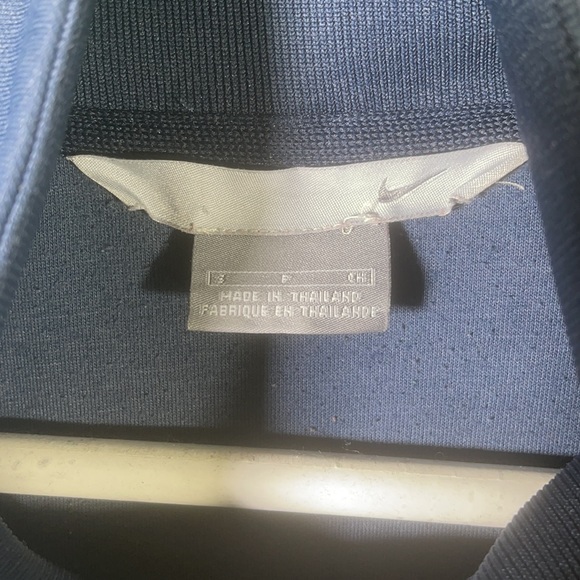 S P CH
MADE IN THAILAND
FABRIQUE EN THAILANDE